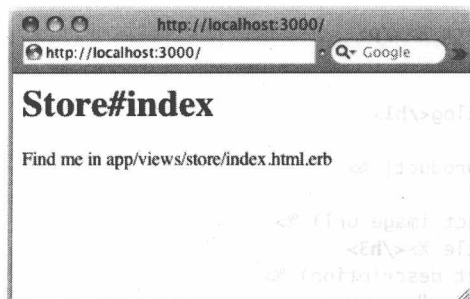 http://localhost:3000/
http://localhost:3000/
Google
Store#index
Find me in app/views/store/index.html.erb